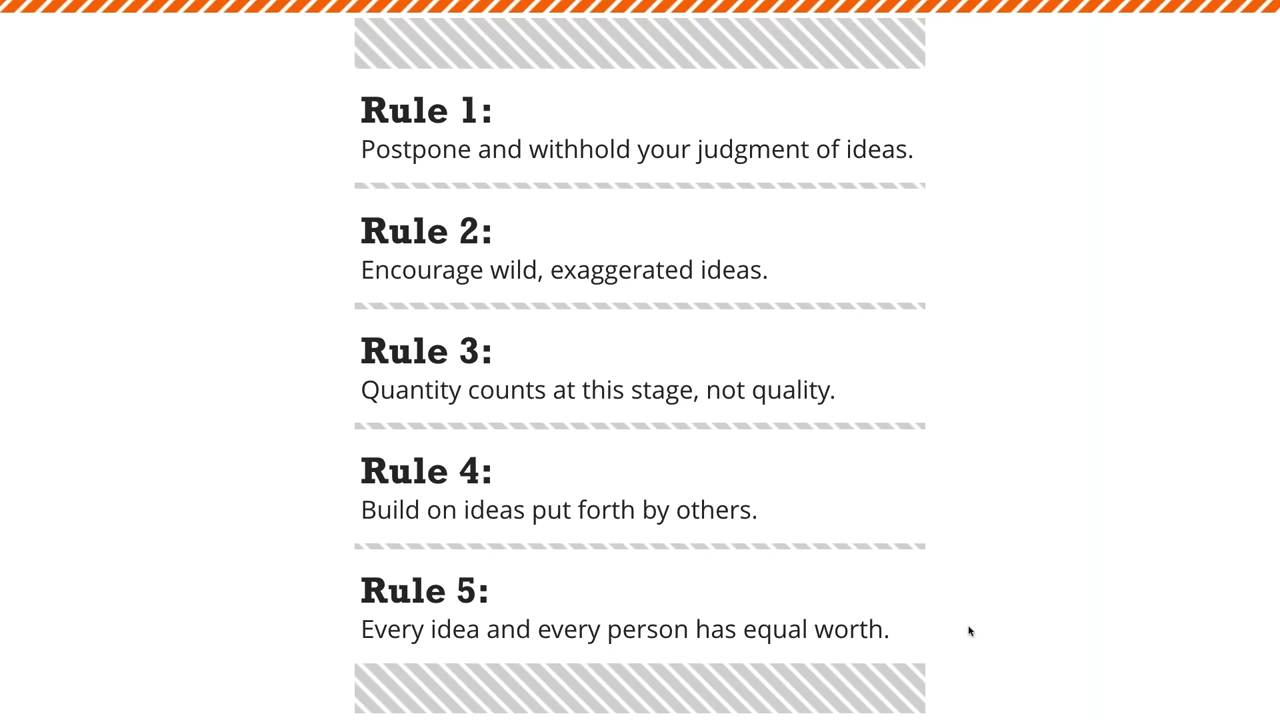 Rule 1:
Postpone and withhold your judgment of ideas.
Rule 2:
Encourage wild, exaggerated ideas.
Rule 3:
Quantity counts at this stage, not quality.
Rule 4:
Build on ideas put forth by others.
Rule 5:
Every idea and every person has equal worth.